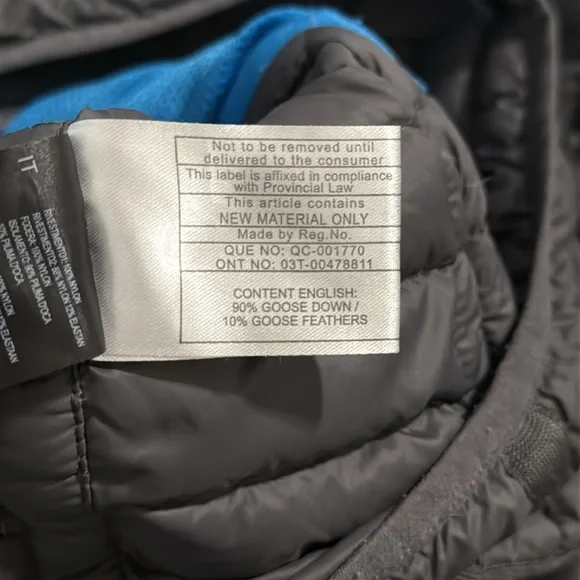 Not to be removed until
delivered to the consumer
This label is affixed in compliance
with Provincial Law
This article contains
NEW MATERIAL ONLY
Made by Reg.No.
QUE NO: QC-001770
ONT NO: 03T-00478811
CONTENT ENGLISH:
90% GOOSE DOWN /
10% GOOSE FEATHERS
IT